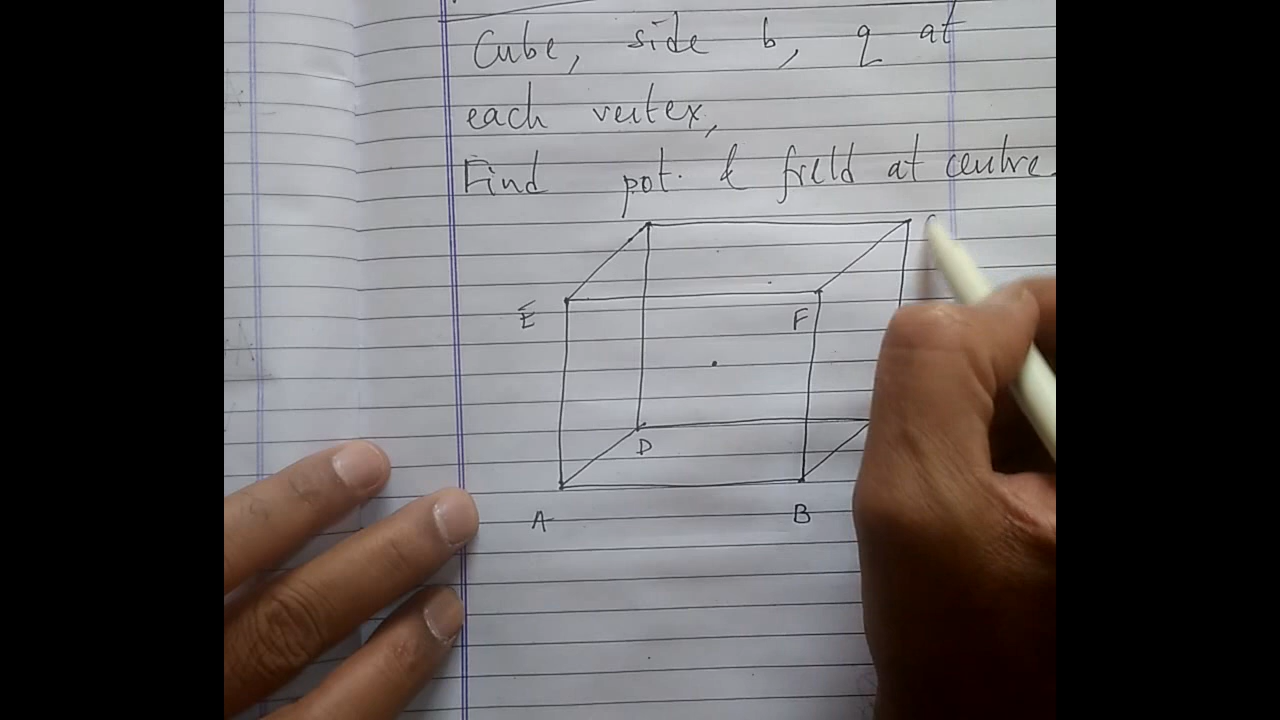 Cube, side b, q at
each vertex,
Find pot. & field at centre.
E
F
D
A
B